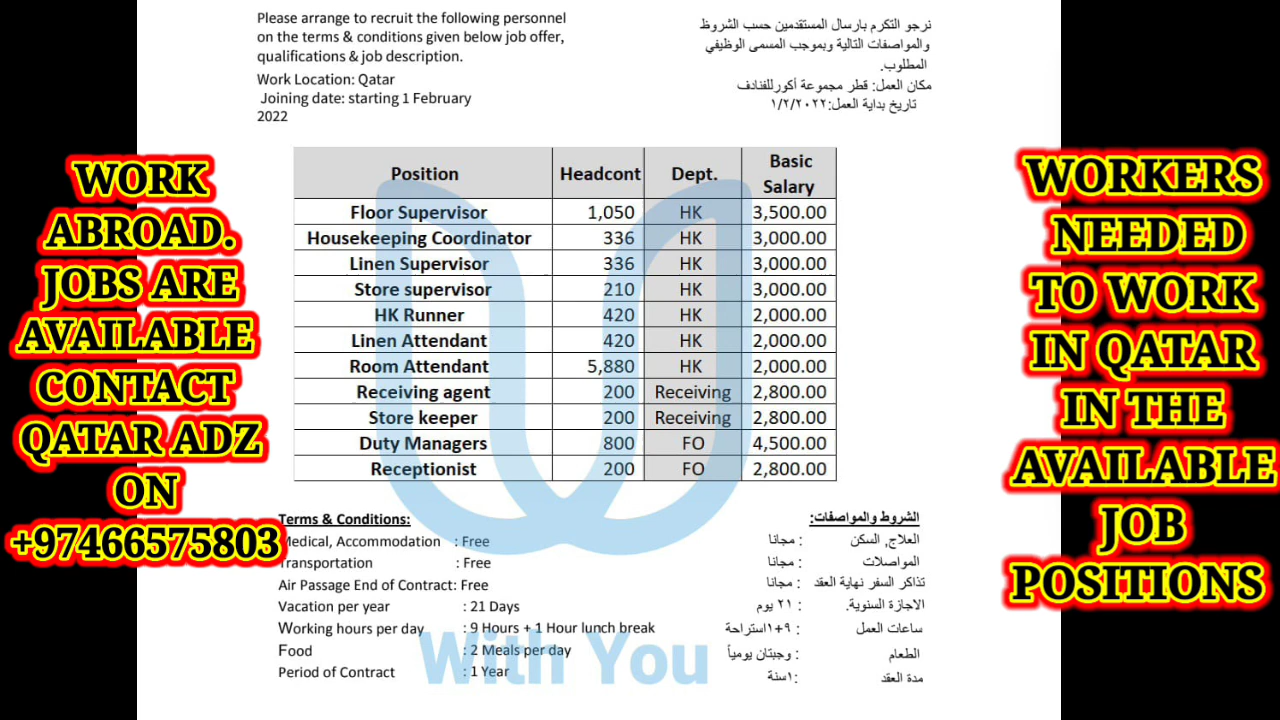 Please arrange to recruit the following personnel
on the terms & conditions given below job offer,
qualifications & job description.
Work Location: Qatar
Joining date: starting 1 February
2022
نرجو التكرم بارسال المستقدمين حسب الشروظ
والمواصفات التالية وبموجب المسمى الوظيفي
المطلوب.
مكان العمل: قطر مجموعة أكورللفنادف
تاريخ بداية العمل:١/٢/٢٠٢٢
WORK
ABROAD.
JOBS ARE
AVAILABLE
CONTACT
QATAR ADZ
ON
+97466575803
Position Headcont Dept. Basic Salary
Floor Supervisor 1,050 HK 3,500.00
Housekeeping Coordinator 336 HK 3,000.00
Linen Supervisor 336 HK 3,000.00
Store supervisor 210 HK 3,000.00
HK Runner 420 HK 2,000.00
Linen Attendant 420 HK 2,000.00
Room Attendant 5,880 HK 2,000.00
Receiving agent 200 Receiving 2,800.00
Store keeper 200 Receiving 2,800.00
Duty Managers 800 FO 4,500.00
Receptionist 200 FO 2,800.00
WORKERS
NEEDED
TO WORK
IN QATAR
IN THE
AVAILABLE
JOB
POSITIONS
Terms & Conditions:
Medical, Accommodation : Free
Transportation : Free
Air Passage End of Contract: Free
Vacation per year : 21 Days
Working hours per day : 9 Hours + 1 Hour lunch break
Food : 2 Meals per day
Period of Contract : 1 Year
الشروط والمواصفات:
العلاج, السكن : مجانا
المواصلات : مجانا
تذاكر السفر نهاية العقد : مجانا
الاجازة السنوية. : ٢١ يوم
ساعات العمل : ٩+١استراحة
الطعام : وجبتان يومياً
مدة العقد :١سنة
With You